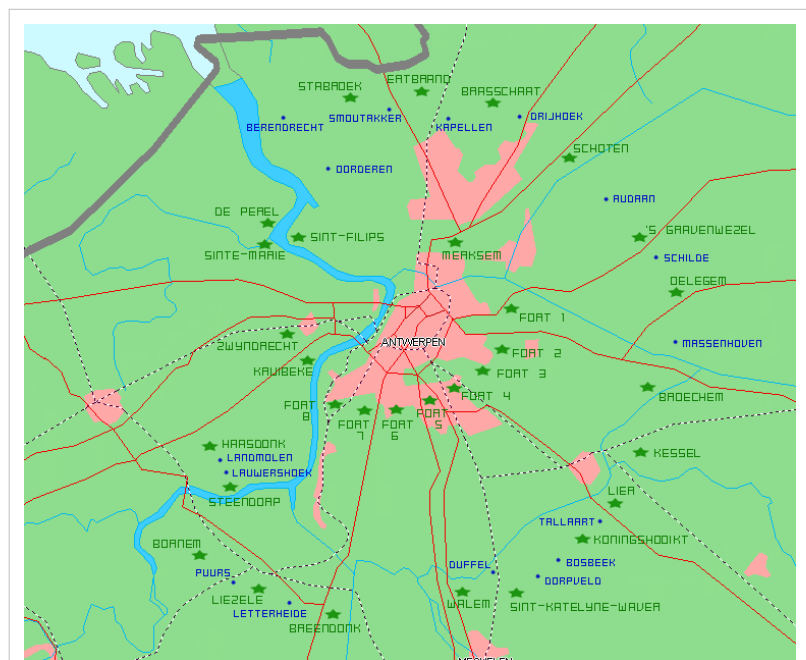 STABROEK
ERTBRAND
BRASSCHAAT
SMOUTAKKER
BERENDRECHT
KAPELLEN
DRIJHOEK
SCHOTEN
OORDEREN
AUDAAN
DE PEREL
SINT-FILIPS
'S GRAVENWEZEL
SINTE-MARIE
MERKSEM
SCHILDE
OELEGEM
FORT 1
ZWYNDRECHT
ANTWERPEN
MASSENHOVEN
FORT 2
KRUIBEKE
FORT 3
BROECHEM
FORT 4
FORT 8
FORT 7
FORT 6
FORT 5
HAASDONK
KESSEL
LANDMOLEN
LAUWERSHOEK
STEENDORP
LIER
TALLAART
KONINGSHOOIKT
BORNEM
DUFFEL
BOSBEEK
PUURS
DORPVELD
LIEZELE
WALEM
SINT-KATELYNE-WAVER
LETTERHEIDE
BREENDONK
MECHELEN